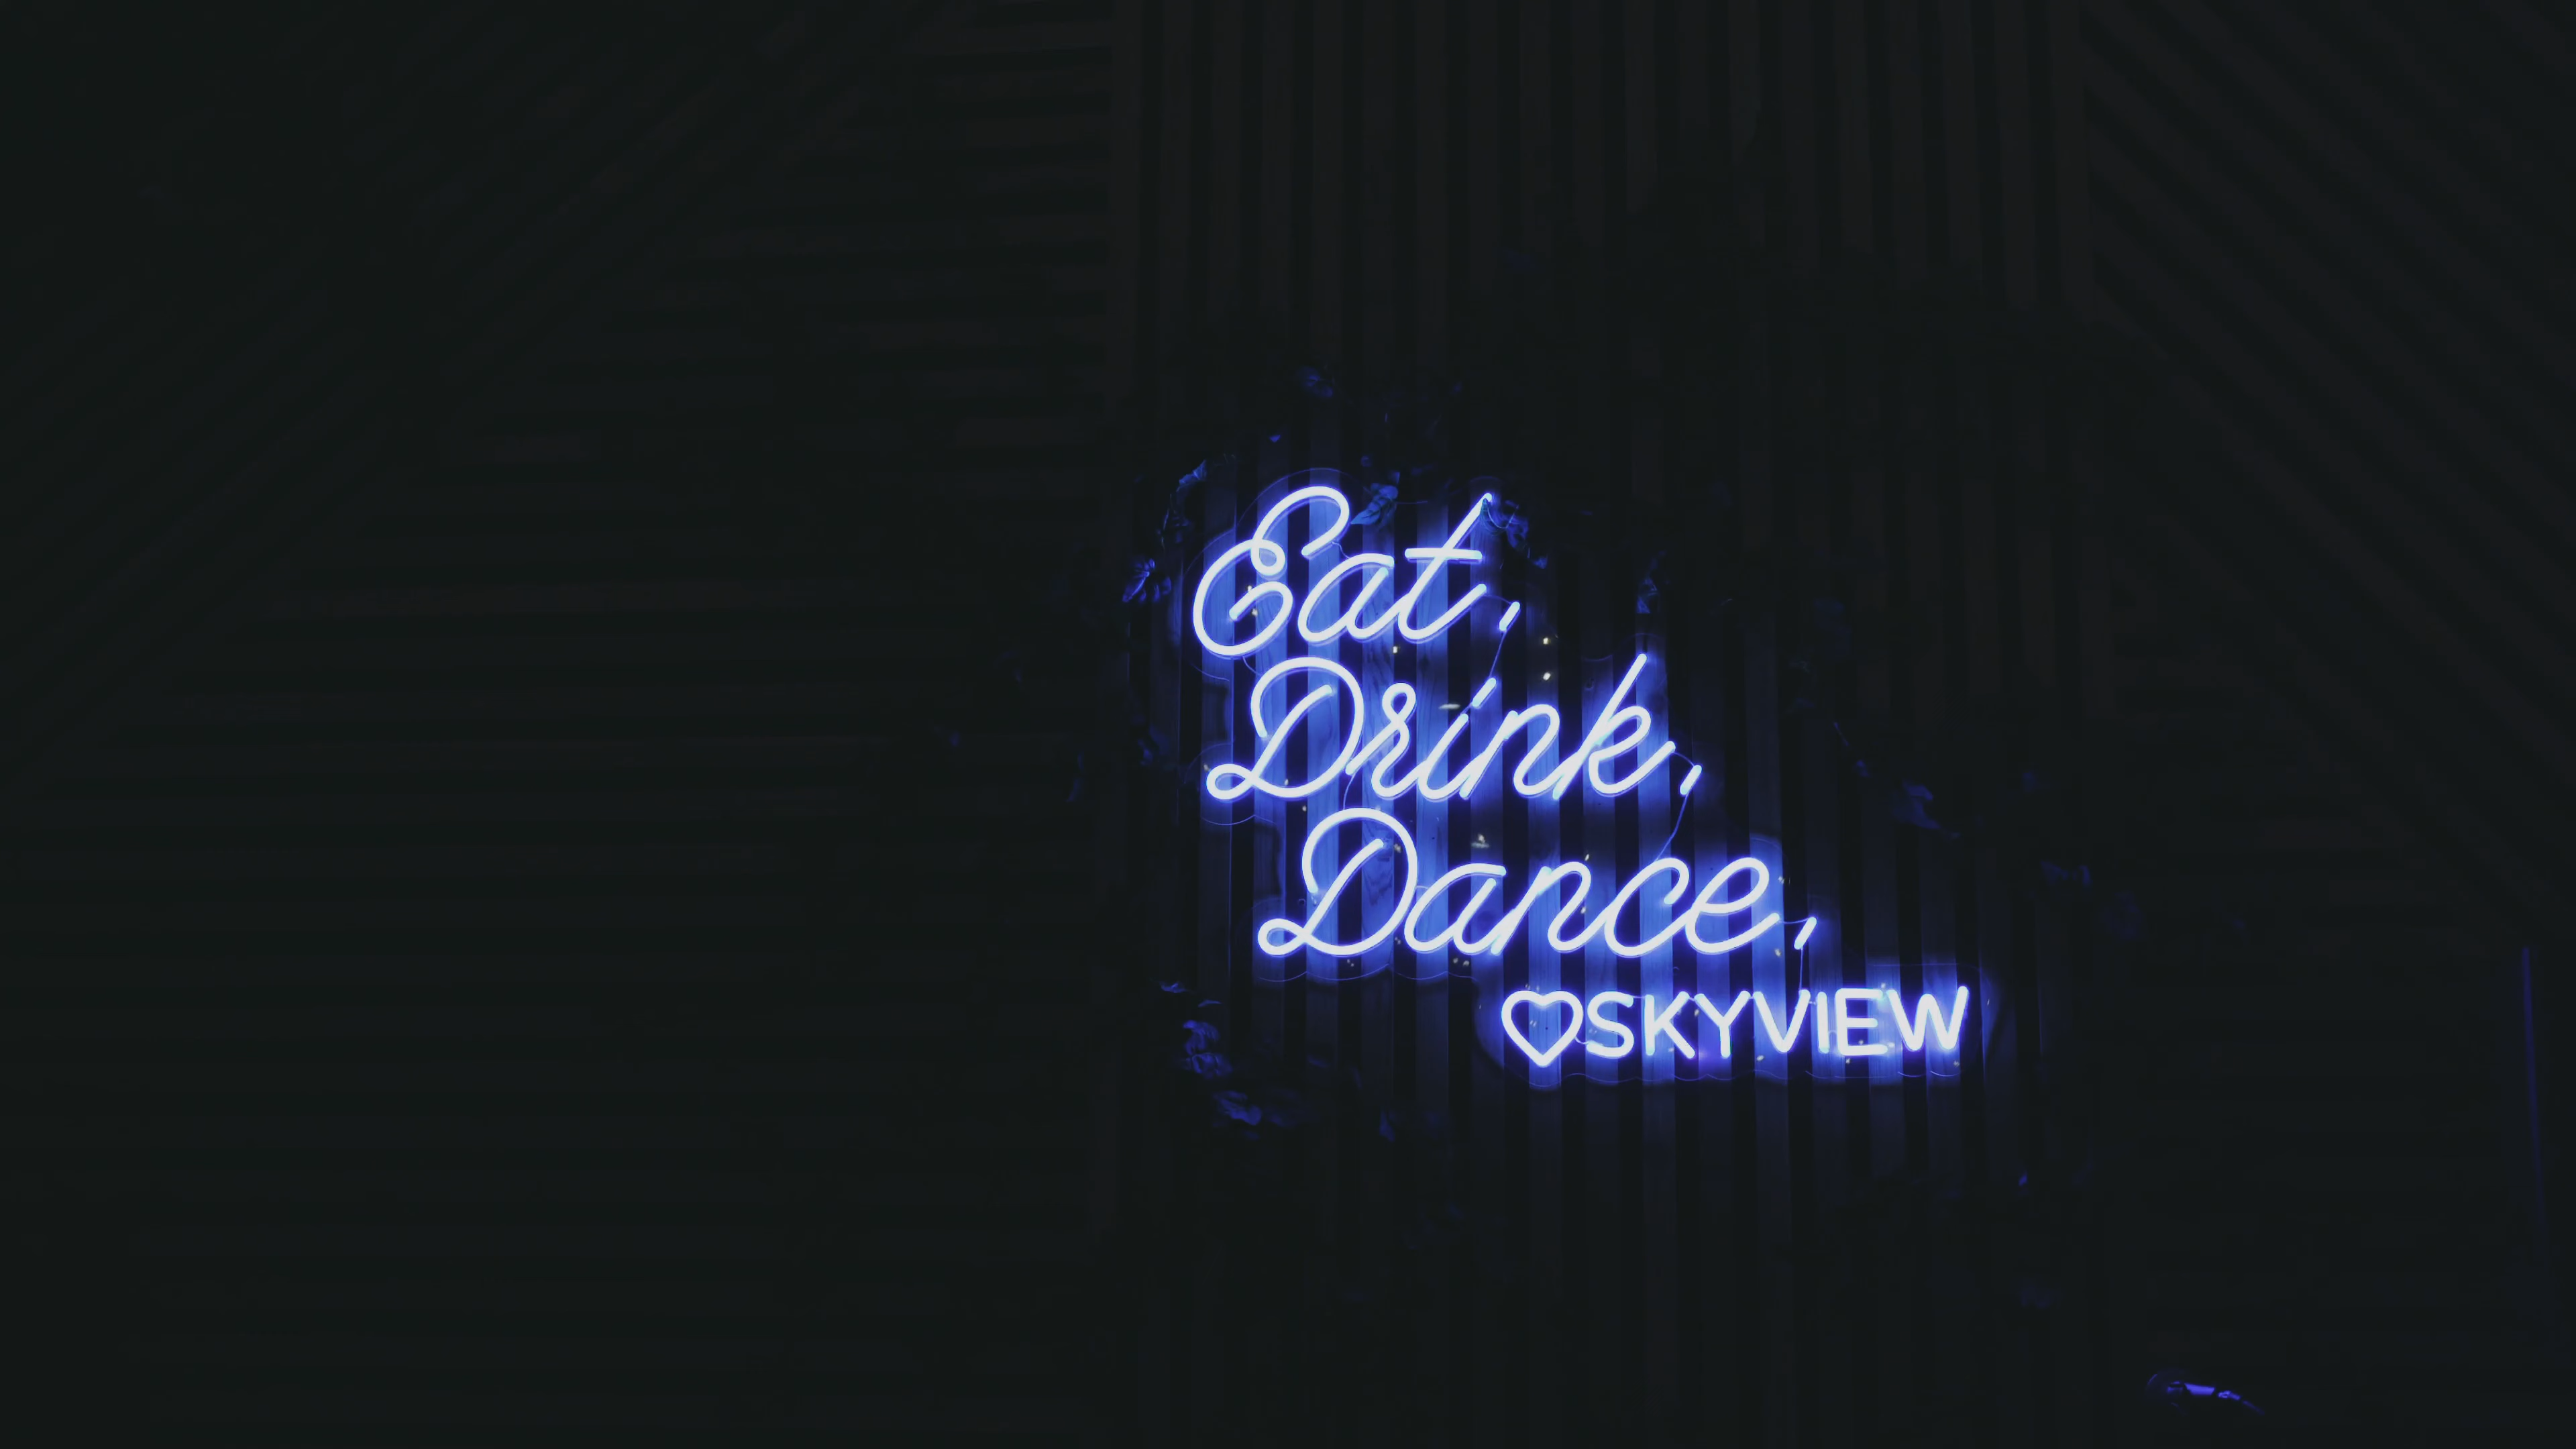 Eat,
Drink,
Dance,
♡SKYVIEW